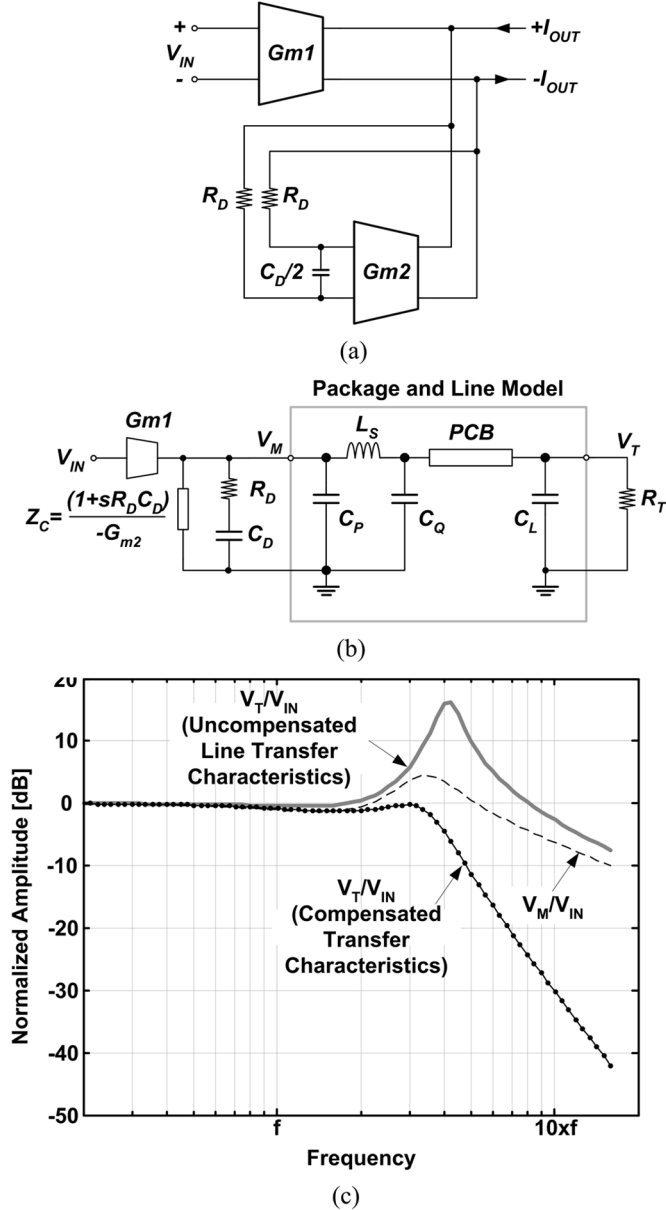 +
V_IN
-
Gm1
+I_OUT
-I_OUT
R_D
R_D
C_D/2
Gm2
(a)
Package and Line Model
Gm1
V_IN
V_M
L_S
PCB
V_T
Z_C= (1+sR_DC_D) / -G_m2
R_D
C_D
C_P
C_Q
C_L
R_T
(b)
20
10
0
-10
-20
-30
-40
-50
Normalized Amplitude [dB]
V_T/V_IN
(Uncompensated
Line Transfer
Characteristics)
V_T/V_IN
(Compensated
Transfer
Characteristics)
V_M/V_IN
f
10xf
Frequency
(c)